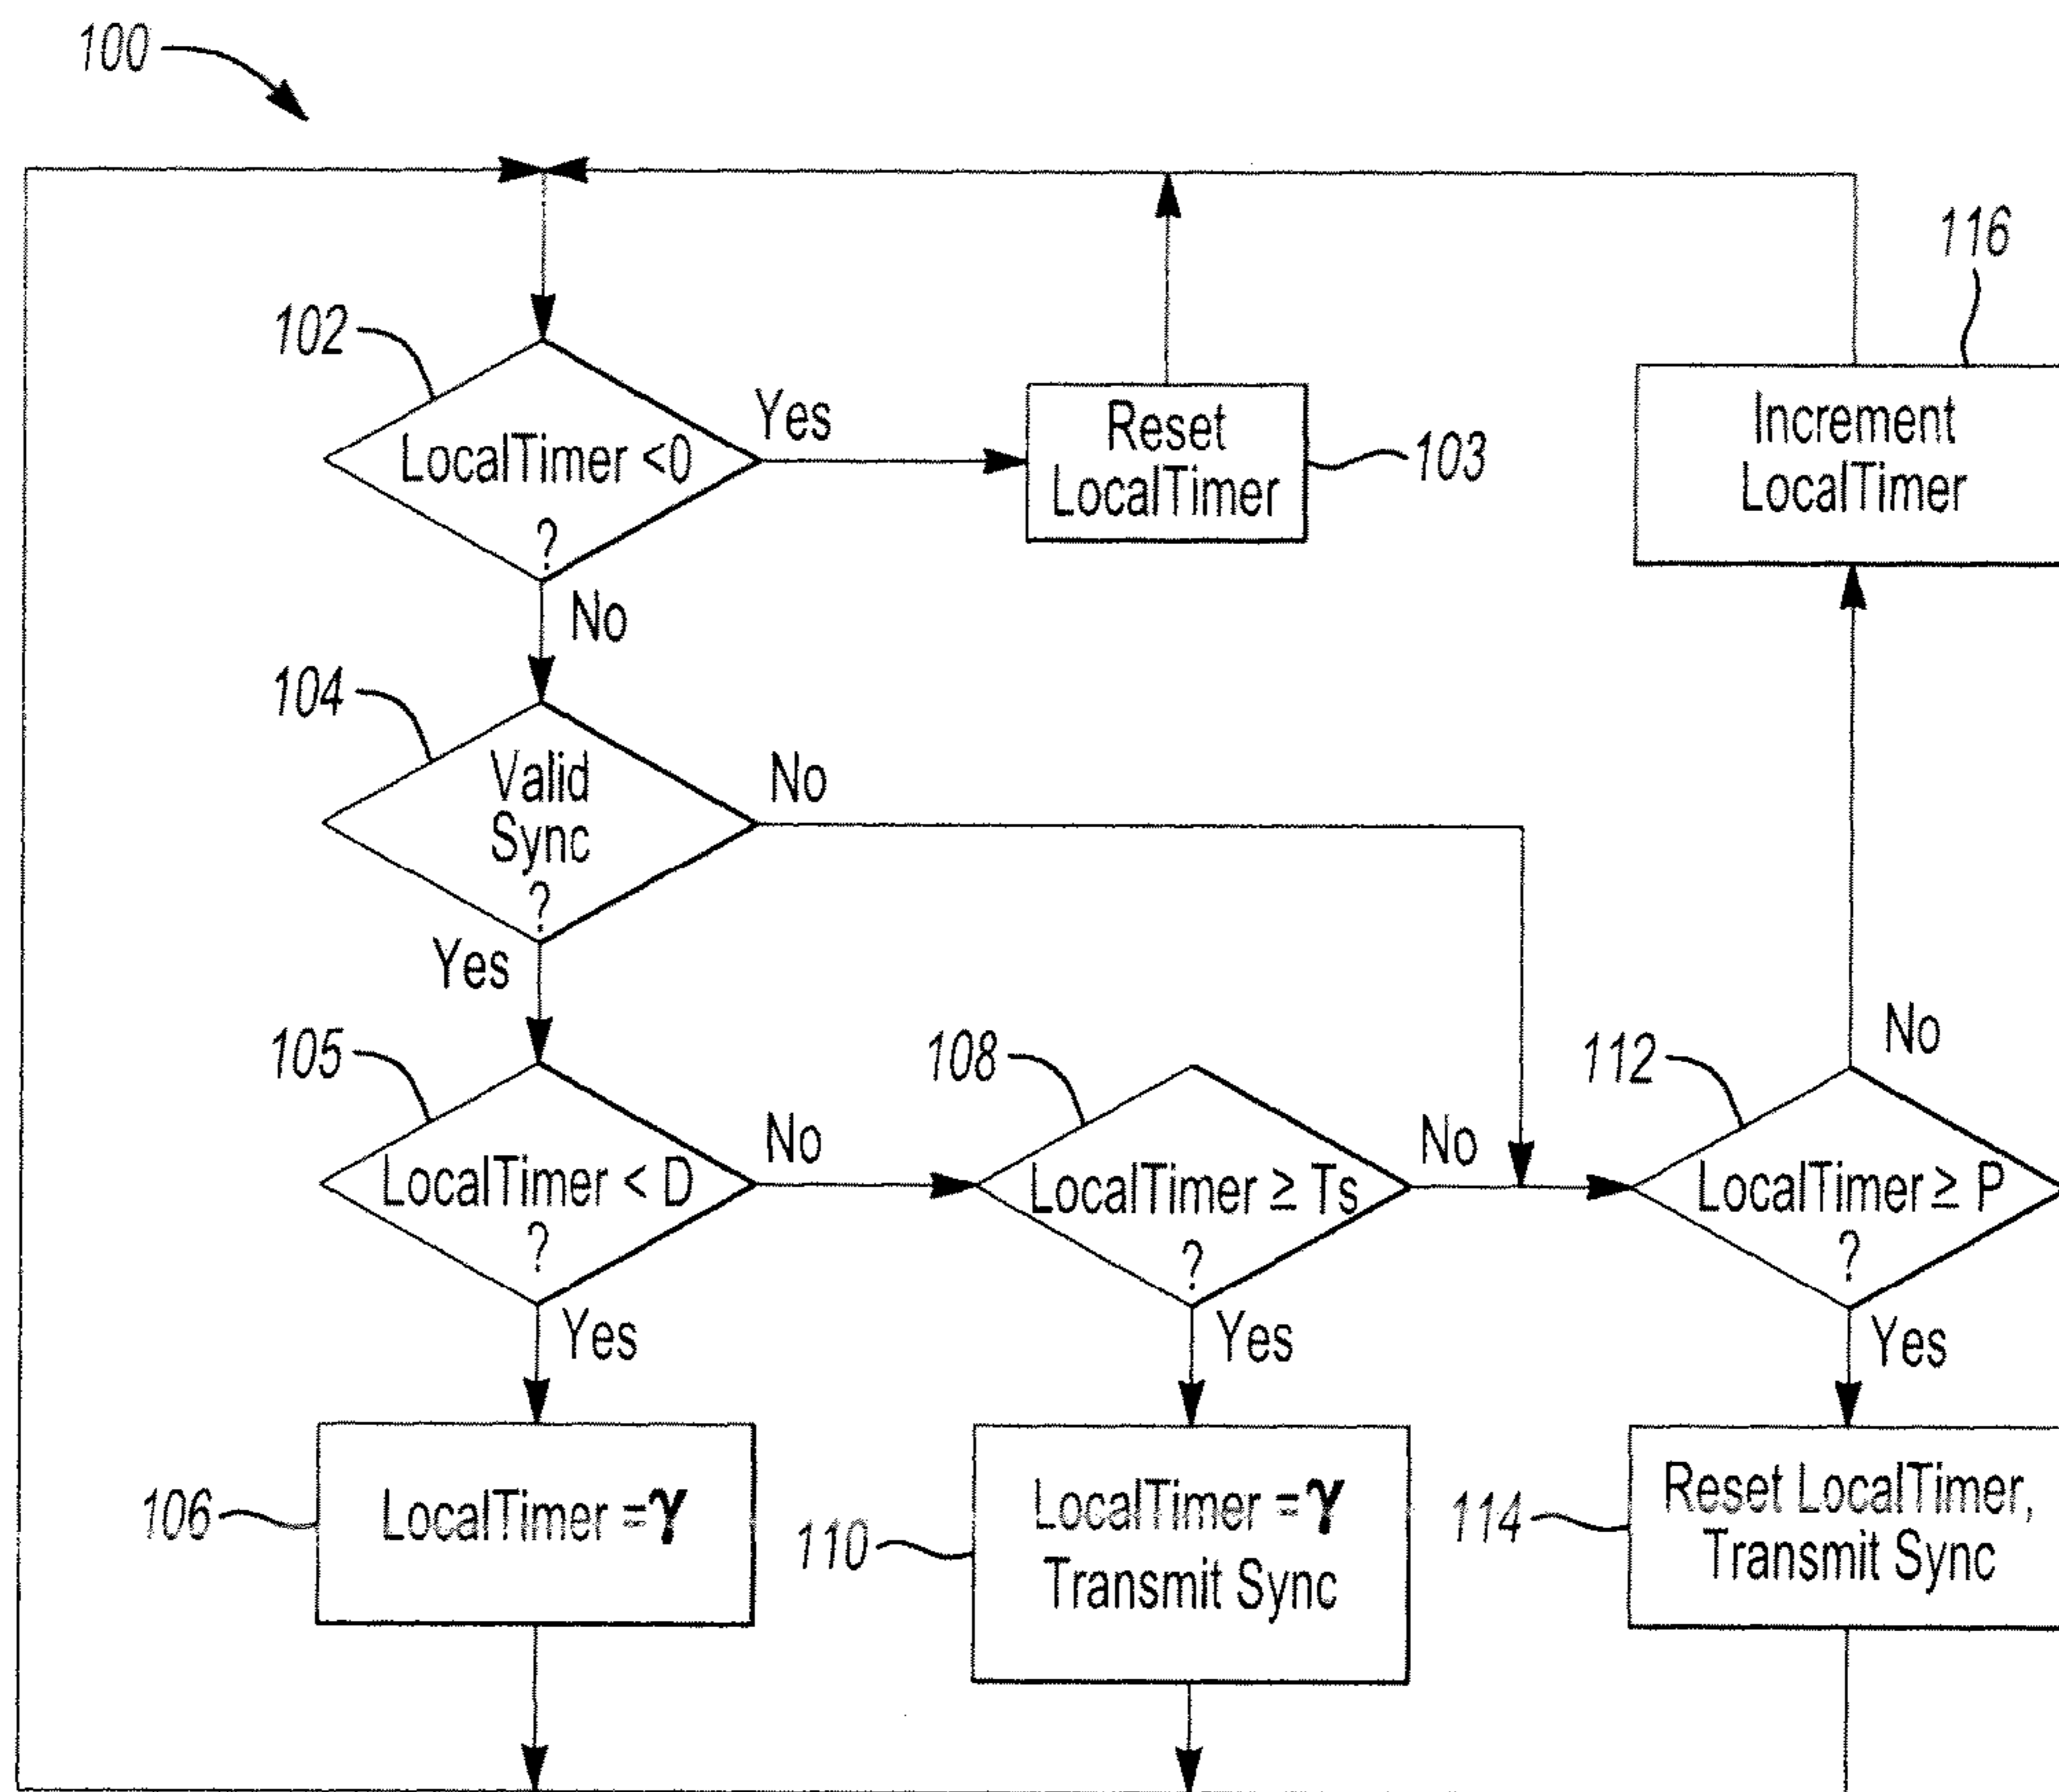 100
116
102
Yes
LocalTimer <0
?
Reset
LocalTimer
103
Increment
LocalTimer
No
104
Valid
Sync
?
No
Yes
105
108
No
112
LocalTimer < D
?
No
LocalTimer ≥ Ts
?
No
LocalTimer ≥ P
?
Yes
Yes
Yes
106
LocalTimer =γ
110
LocalTimer =γ
Transmit Sync
114
Reset LocalTimer,
Transmit Sync